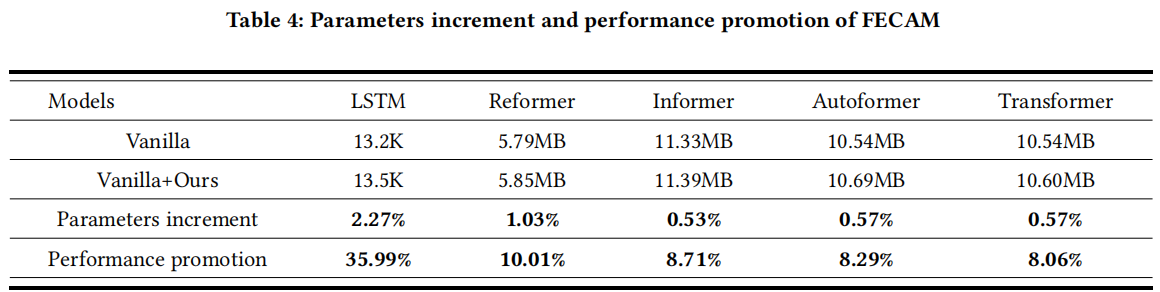 Table 4: Parameters increment and performance promotion of FECAM
Models LSTM Reformer Informer Autoformer Transformer
Vanilla 13.2K 5.79MB 11.33MB 10.54MB 10.54MB
Vanilla+Ours 13.5K 5.85MB 11.39MB 10.69MB 10.60MB
Parameters increment 2.27% 1.03% 0.53% 0.57% 0.57%
Performance promotion 35.99% 10.01% 8.71% 8.29% 8.06%